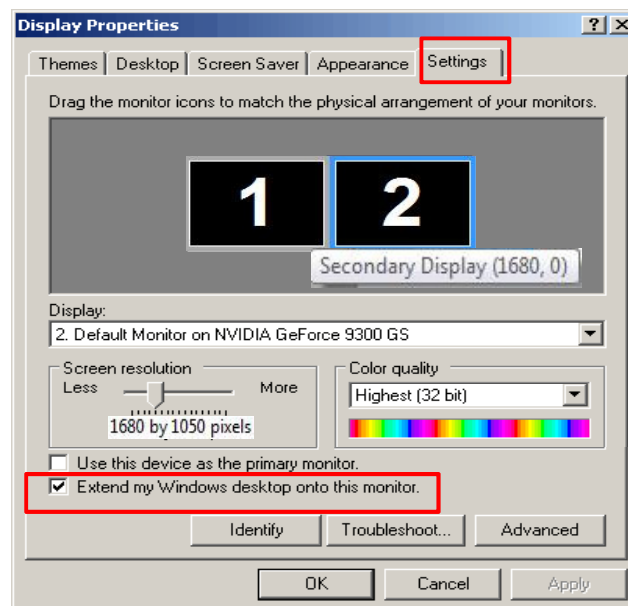 Display Properties
Themes Desktop Screen Saver Appearance Settings
Drag the monitor icons to match the physical arrangement of your monitors.
1 2
Secondary Display (1680, 0)
Display:
2. Default Monitor on NVIDIA GeForce 9300 GS
Screen resolution Color quality
Less More Highest (32 bit)
1680 by 1050 pixels
Use this device as the primary monitor.
Extend my Windows desktop onto this monitor.
Identify Troubleshoot... Advanced
OK Cancel Apply